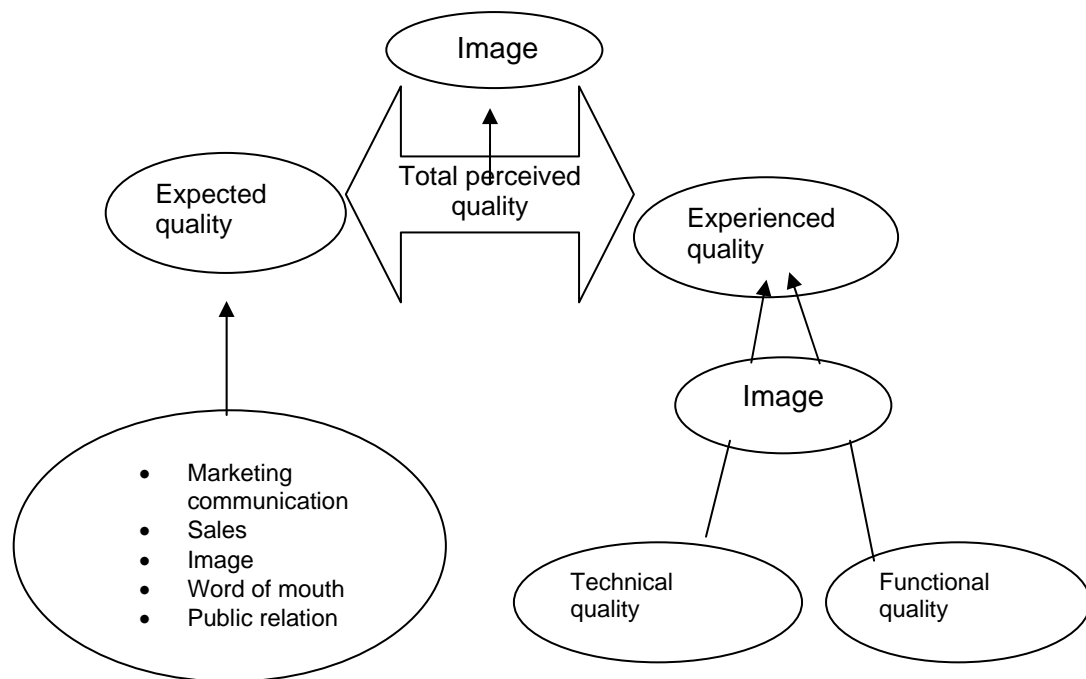 Image
Total perceived
quality
Expected
quality
Experienced
quality
Image
• Marketing
communication
• Sales
• Image
• Word of mouth
• Public relation
Technical
quality
Functional
quality